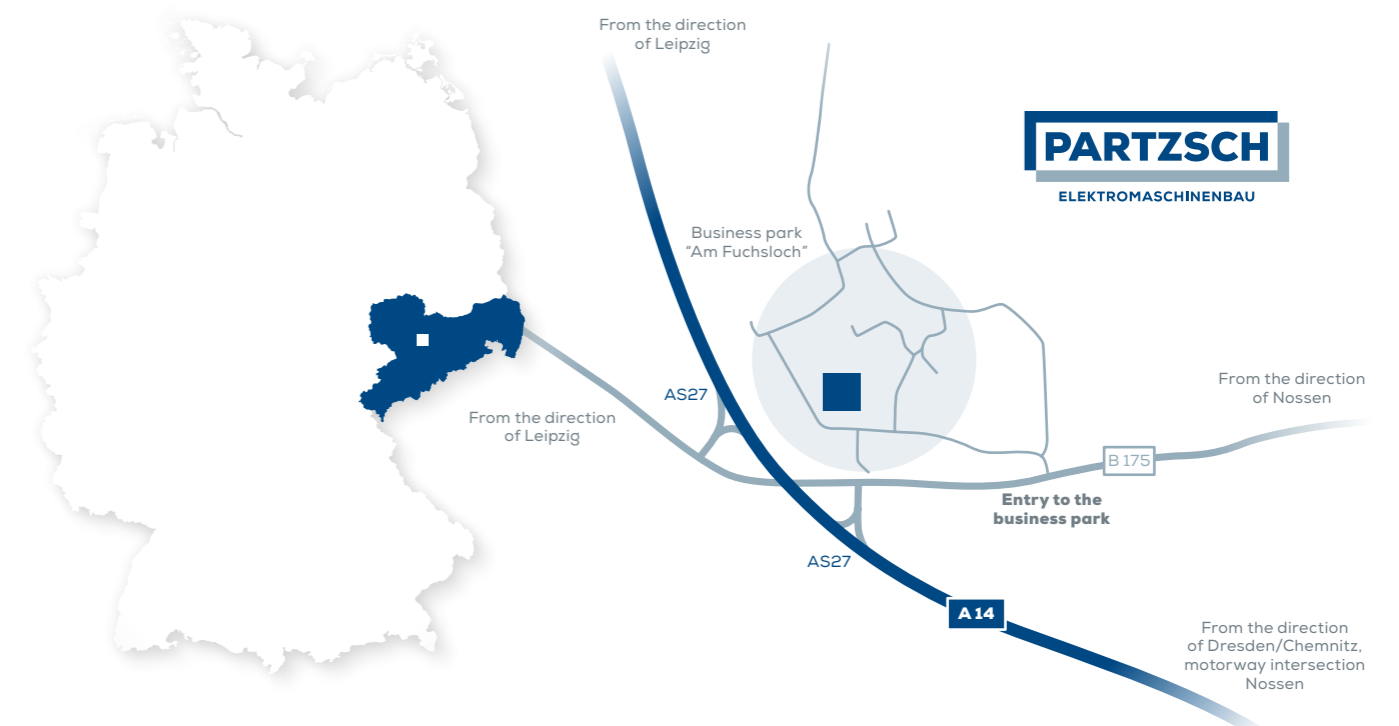 From the direction
of Leipzig
PARTZSCH
ELEKTROMASCHINENBAU
Business park
“Am Fuchsloch”
From the direction
of Nossen
AS27
From the direction
of Leipzig
B 175
Entry to the
business park
AS27
A 14
From the direction
of Dresden/Chemnitz,
motorway intersection
Nossen